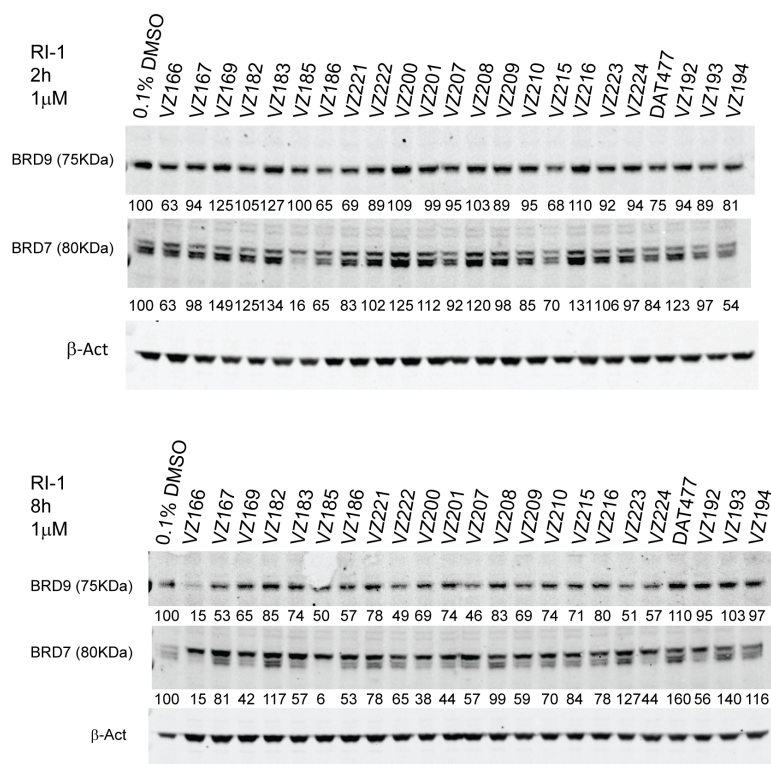 RI-1
2h
1µM
0.1% DMSO VZ166 VZ167 VZ169 VZ182 VZ183 VZ185 VZ186 VZ221 VZ222 VZ200 VZ201 VZ207 VZ208 VZ209 VZ210 VZ215 VZ216 VZ223 VZ224 DAT477 VZ192 VZ193 VZ194
BRD9 (75KDa)
100 63 94 125 105 127 100 65 69 89 109 99 95 103 89 95 68 110 92 94 75 94 89 81
BRD7 (80KDa)
100 63 98 149 125 134 16 65 83 102 125 112 92 120 98 85 70 131 106 97 84 123 97 54
β-Act
RI-1
8h
1µM
0.1% DMSO VZ166 VZ167 VZ169 VZ182 VZ183 VZ185 VZ186 VZ221 VZ222 VZ200 VZ201 VZ207 VZ208 VZ209 VZ210 VZ215 VZ216 VZ223 VZ224 DAT477 VZ192 VZ193 VZ194
BRD9 (75KDa)
100 15 53 65 85 74 50 57 78 49 69 74 46 83 69 74 71 80 51 57 110 95 103 97
BRD7 (80KDa)
100 15 81 42 117 57 6 53 78 65 38 44 57 99 59 70 84 78 127 44 160 56 140 116
β-Act